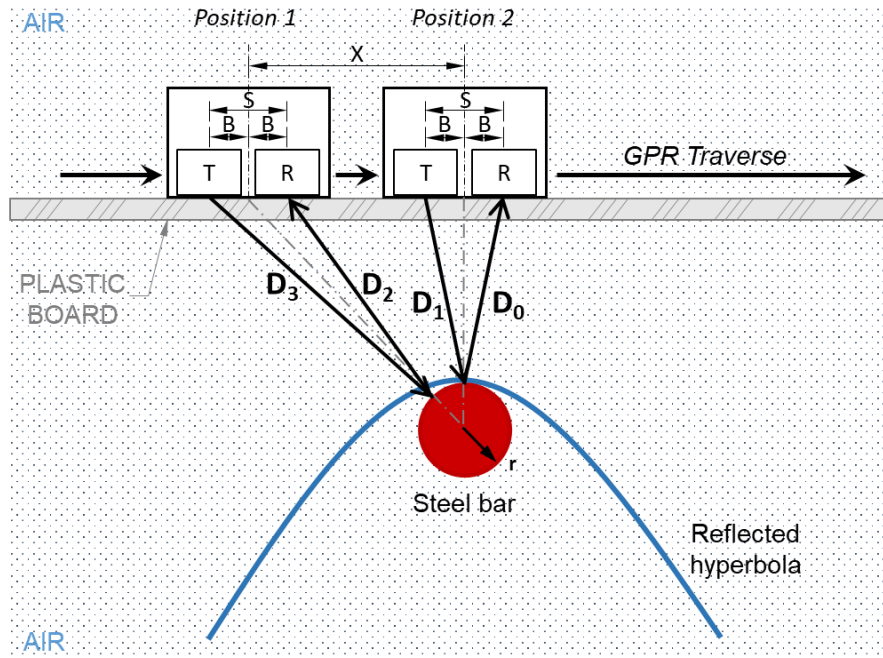 AIR
Position 1
Position 2
X
S
S
B
B
B
B
T
R
T
R
GPR Traverse
PLASTIC
BOARD
D3
D2
D1
D0
r
Steel bar
Reflected
hyperbola
AIR